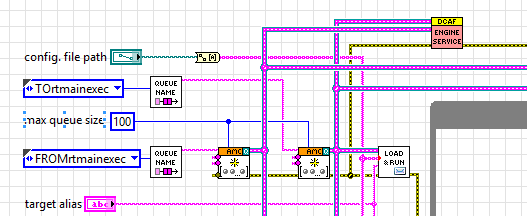 DCAF
ENGINE
SERVICE
config. file path
TOrtmainexec
QUEUE
NAME
max queue size
100
FROMrtmainexec
QUEUE
NAME
AMC
AMC
LOAD
& RUN
target alias
abc